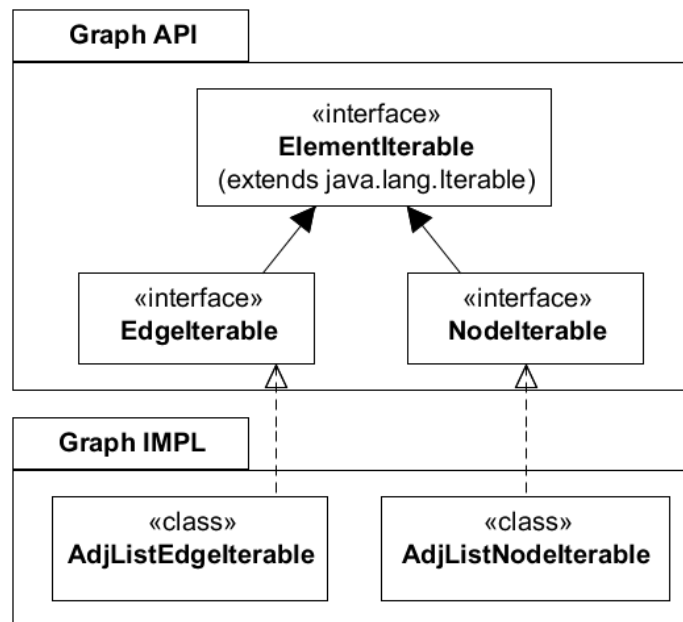 Graph API
«interface»
ElementIterable
(extends java.lang.Iterable)
«interface»
EdgeIterable
«interface»
NodeIterable
Graph IMPL
«class»
AdjListEdgeIterable
«class»
AdjListNodeIterable